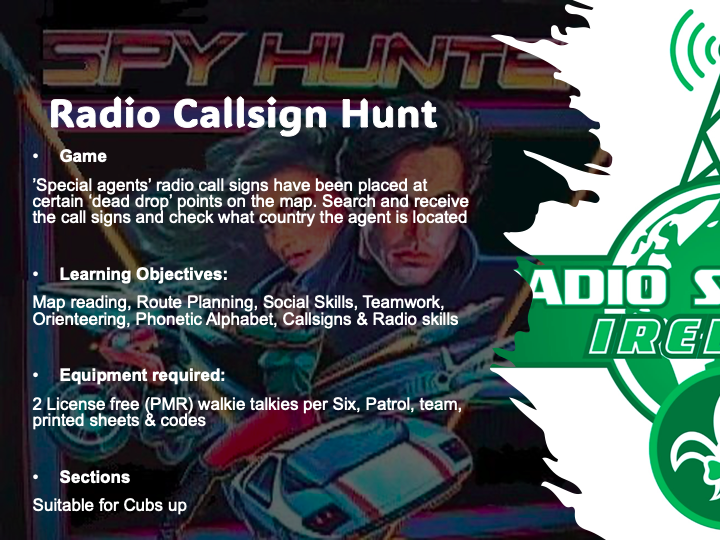 SPY HUNTE
Radio Callsign Hunt
• Game
’Special agents’ radio call signs have been placed at
certain ‘dead drop’ points on the map. Search and receive
the call signs and check what country the agent is located
• Learning Objectives:
Map reading, Route Planning, Social Skills, Teamwork,
Orienteering, Phonetic Alphabet, Callsigns & Radio skills
• Equipment required:
2 License free (PMR) walkie talkies per Six, Patrol, team,
printed sheets & codes
• Sections
Suitable for Cubs up
ADIO S
IREL